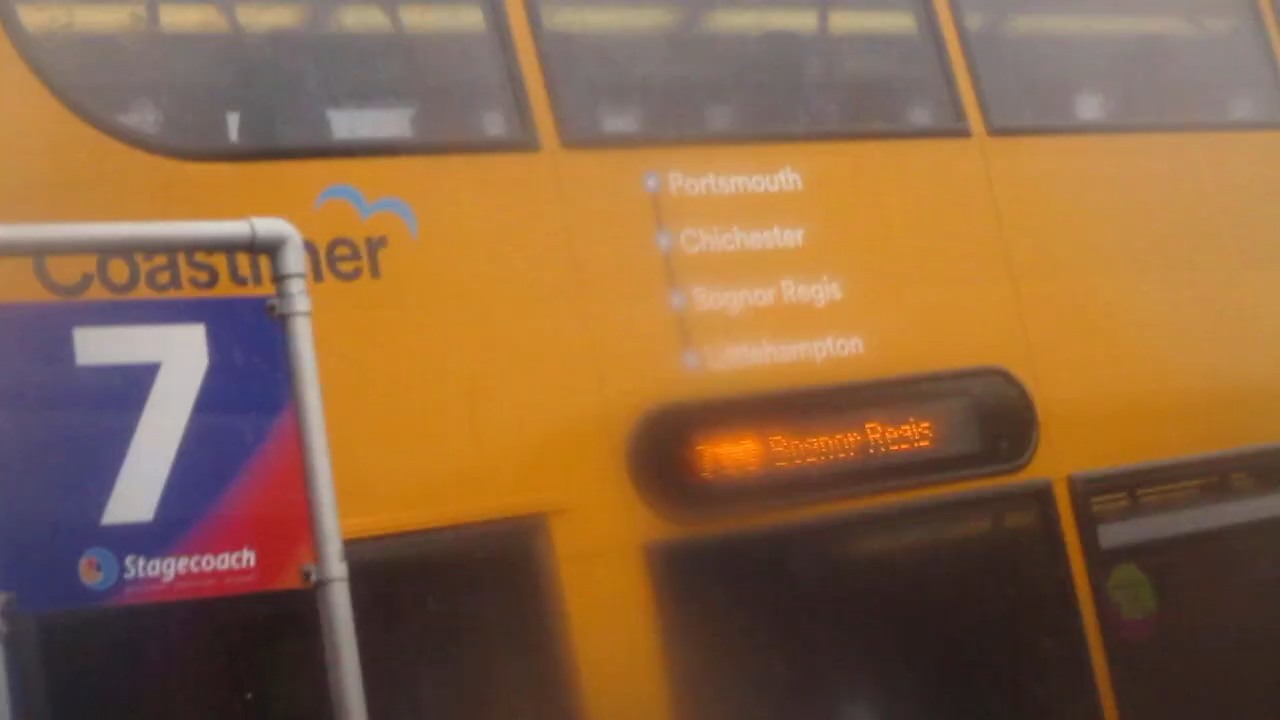 Portsmouth
Chichester
Bognor Regis
Littlehampton
Coastliner
7
Stagecoach
Bognor Regis